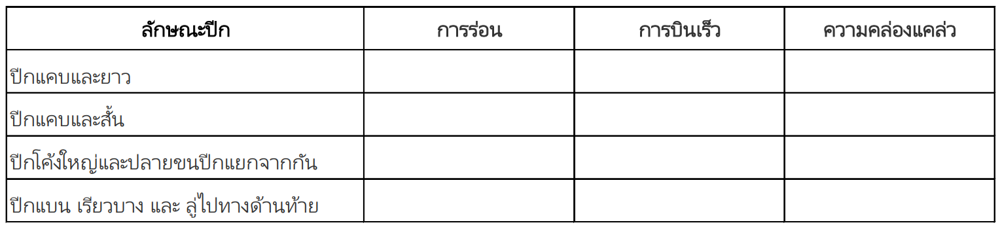 ลักษณะปีก การร่อน การบินเร็ว ความคล่องแคล่ว
ปีกแคบและยาว
ปีกแคบและสั้น
ปีกโค้งใหญ่และปลายขนปีกแยกจากกัน
ปีกแบน เรียวบาง และ ลู่ไปทางด้านท้าย